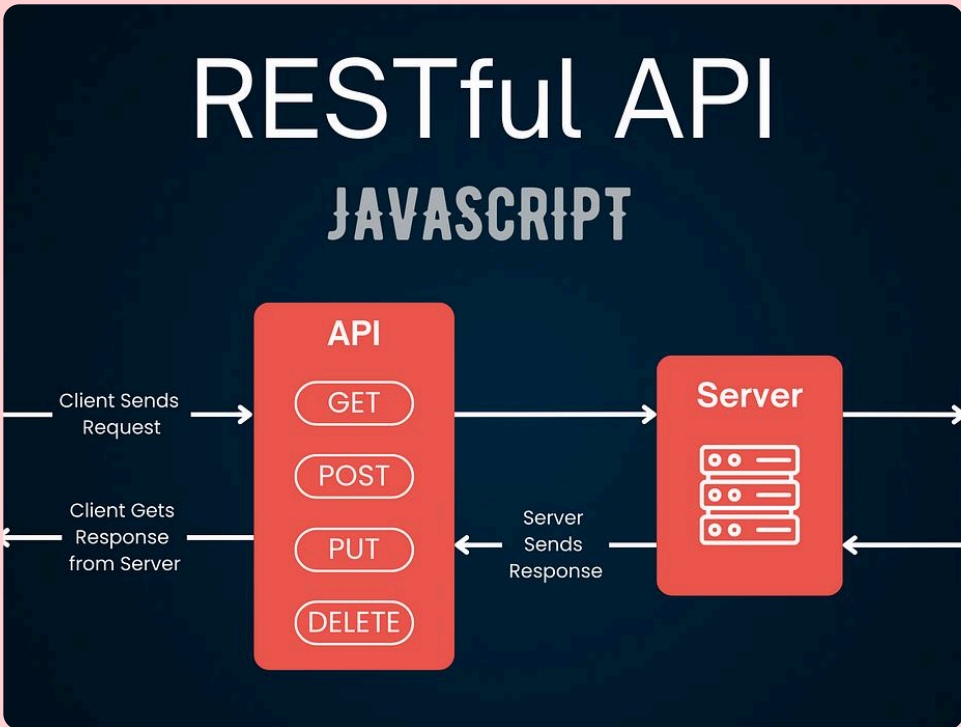 RESTful API
JAVASCRIPT
Client Sends
Request
Client Gets
Response
from Server
API
GET
POST
PUT
DELETE
Server
Sends
Response
Server